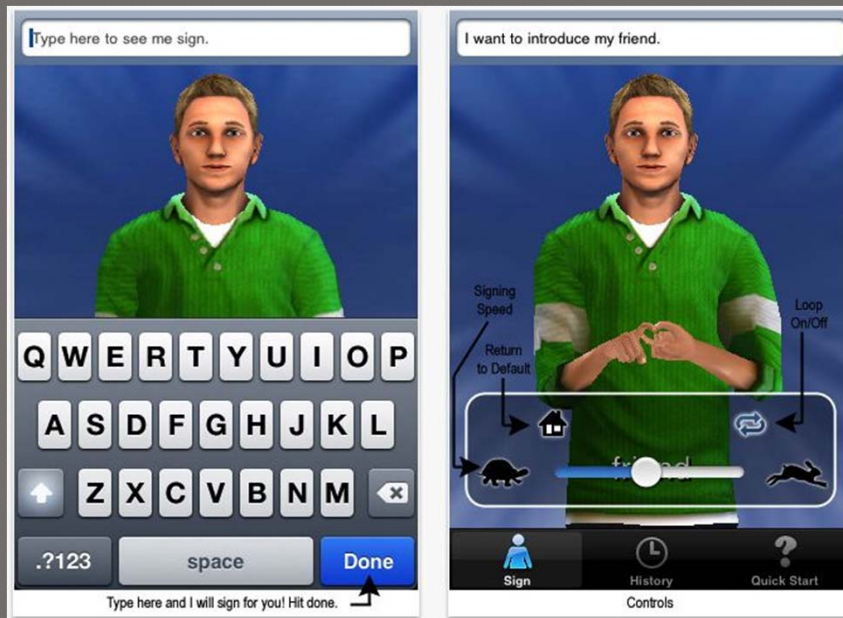 Type here to see me sign.
Q W E R T Y U I O P
A S D F G H J K L
Z X C V B N M
.?123 space Done
Type here and I will sign for you! Hit done.
I want to introduce my friend.
Signing
Speed
Loop
On/Off
Return
to Default
friend
Sign History Quick Start
Controls